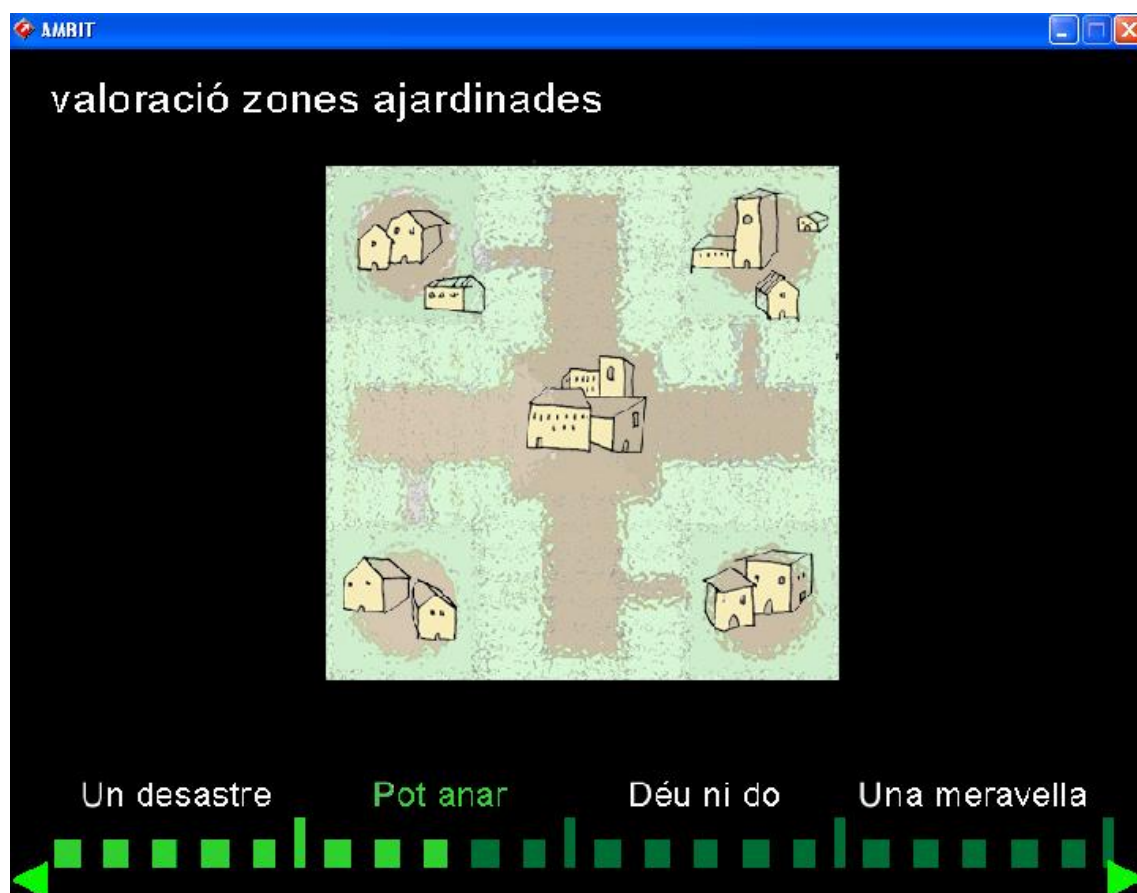 AMBIT
valoració zones ajardinades
Un desastre Pot anar Déu ni do Una meravella